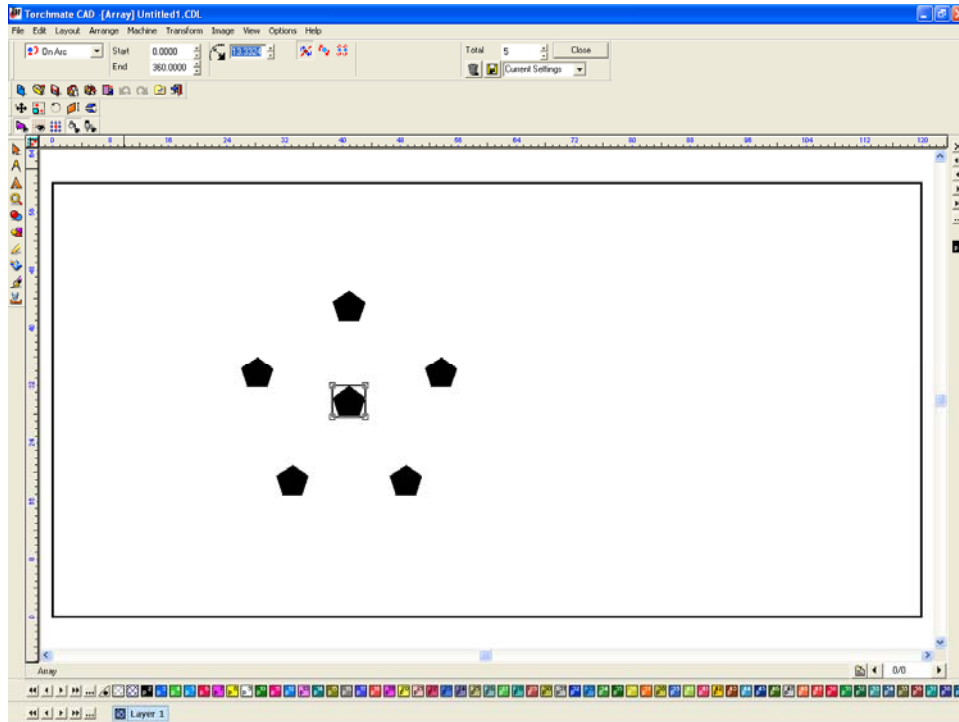 Torchmate CAD -[Array] Untitled1.CDL
File Edit Layout Arrange Machine Transform Image View Options Help
On Arc Start 0.0000 Total 5 Close
End 360.0000 Current Settings
0 8 16 24 32 40 48 56 64 72 80 88 96 104 112 120
Array 0/0
Layer 1